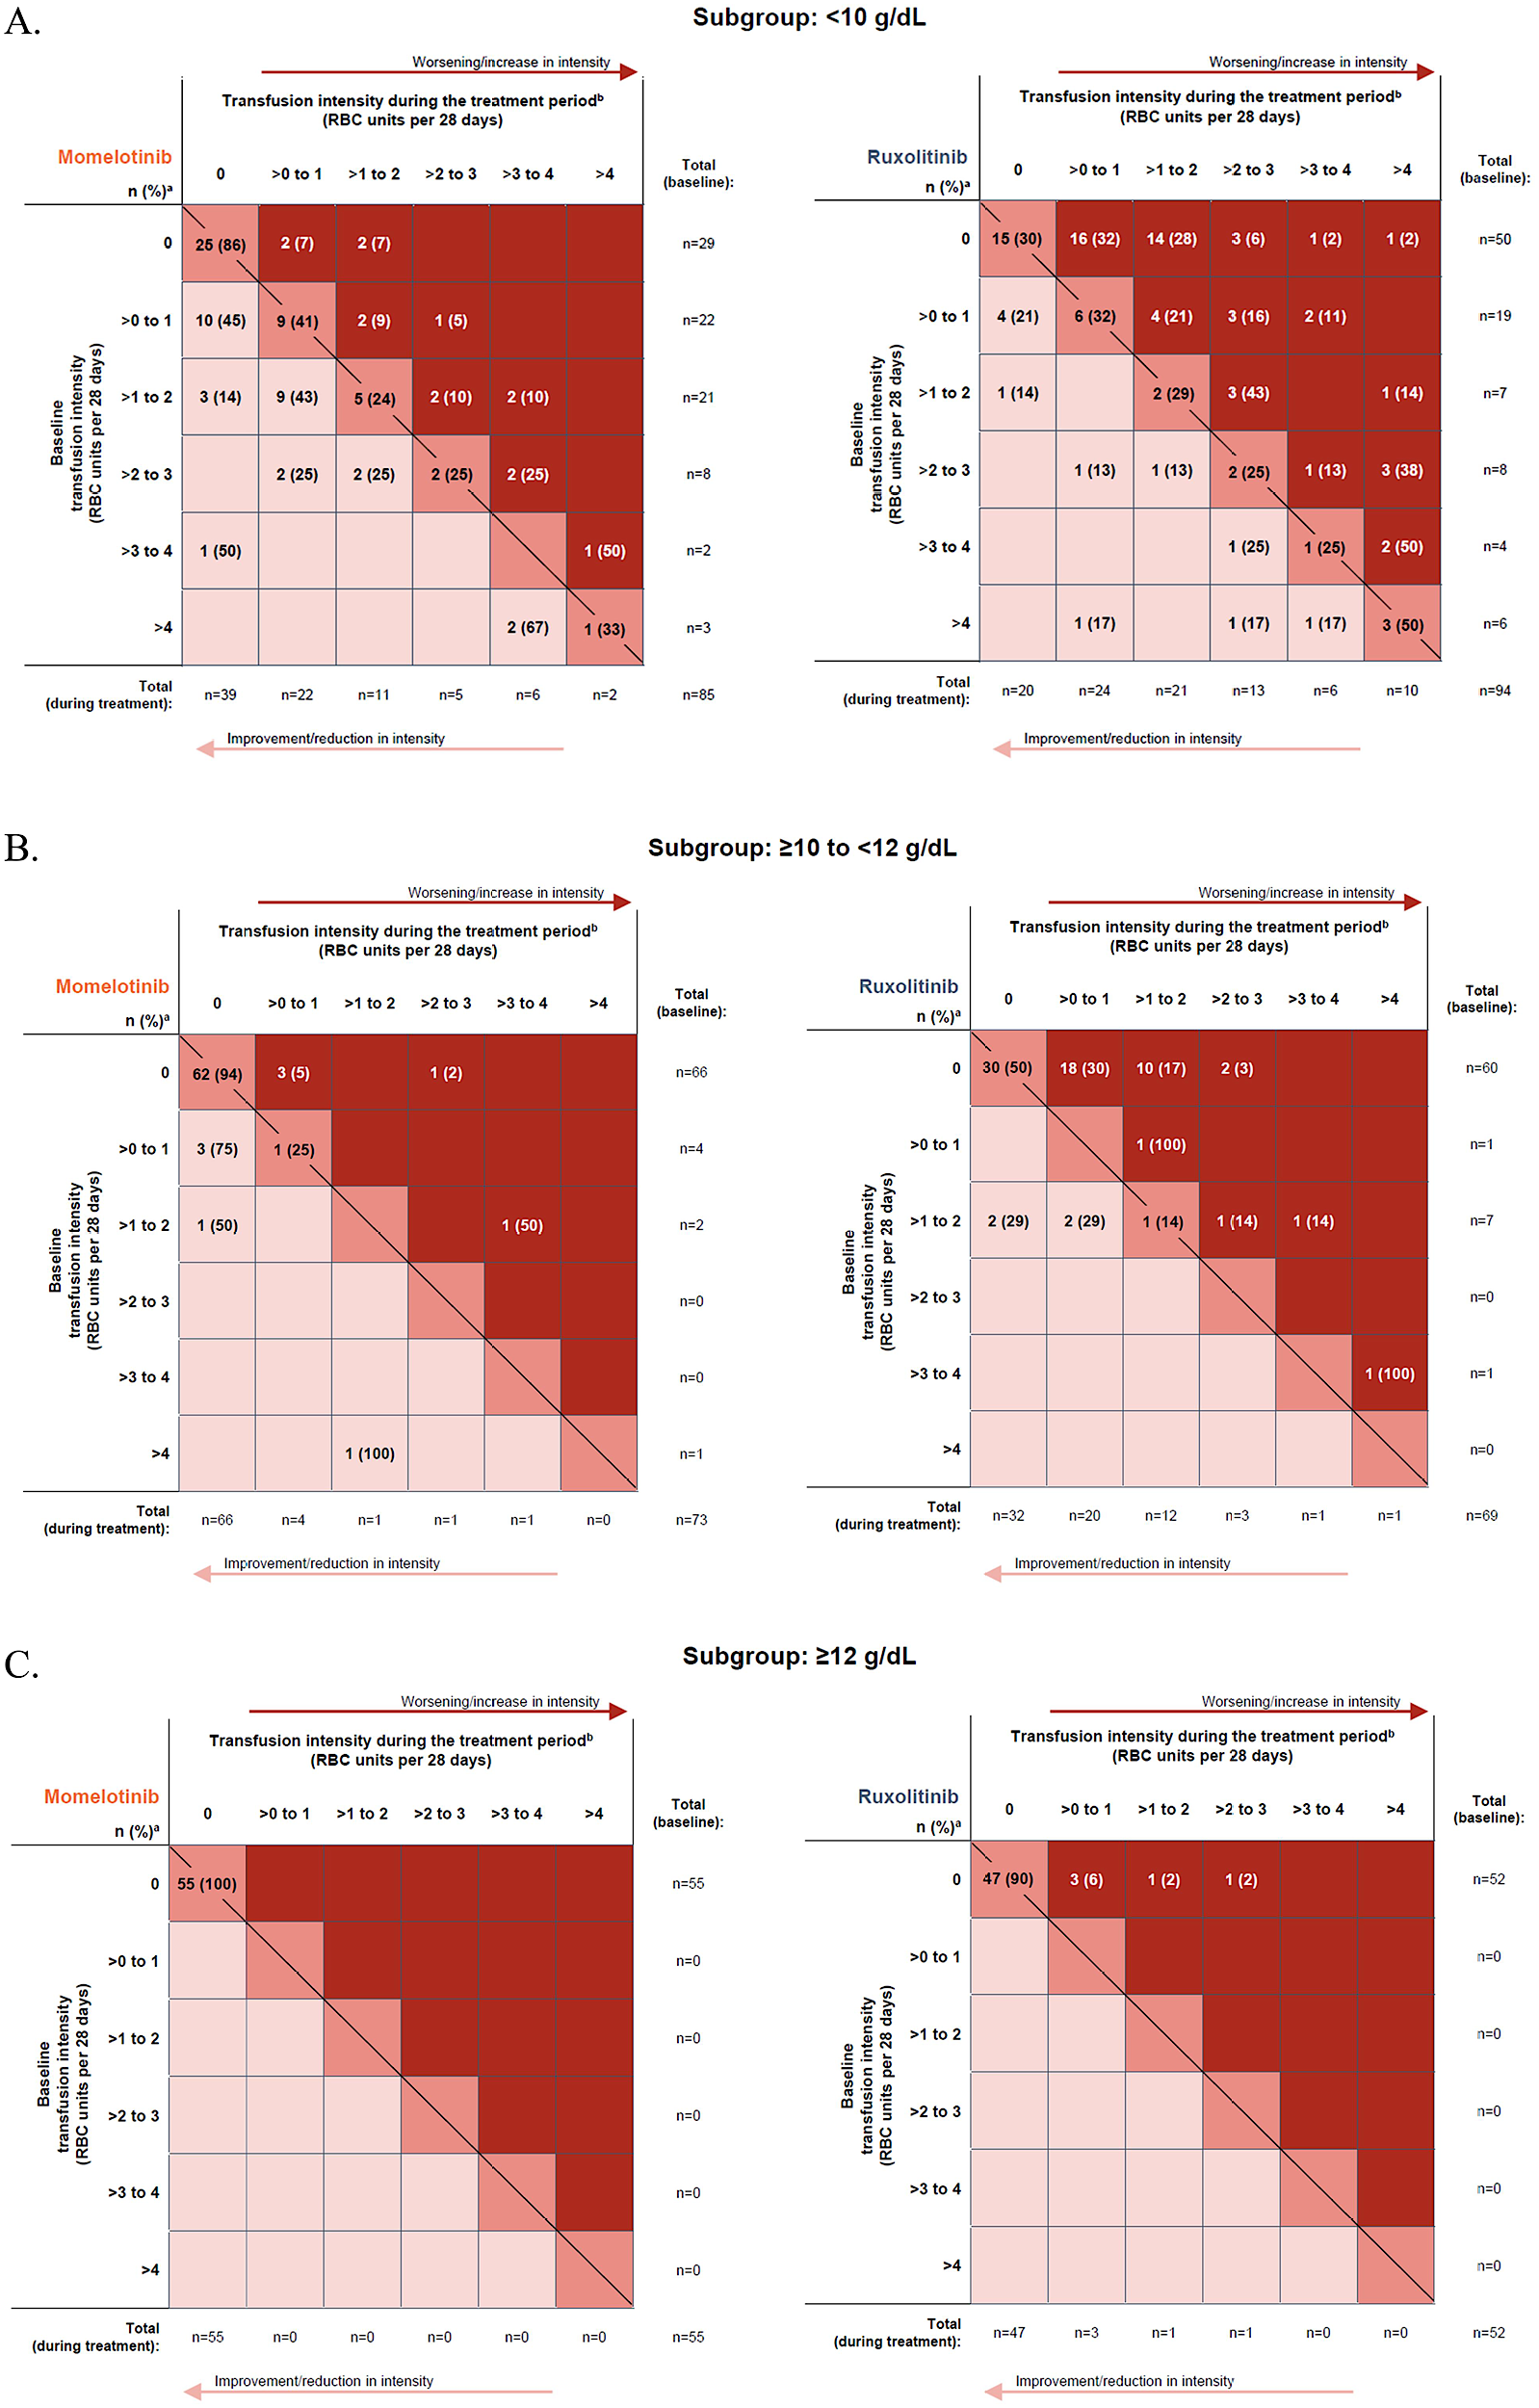 A.
Subgroup: <10 g/dL
Worsening/increase in intensity
Transfusion intensity during the treatment periodᵇ
(RBC units per 28 days)
Momelotinib
n (%)ᵃ
0 >0 to 1 >1 to 2 >2 to 3 >3 to 4 >4
Total
(baseline):
Baseline
transfusion intensity
(RBC units per 28 days)
0 25 (86) 2 (7) 2 (7) n=29
>0 to 1 10 (45) 9 (41) 2 (9) 1 (5) n=22
>1 to 2 3 (14) 9 (43) 5 (24) 2 (10) 2 (10) n=21
>2 to 3 2 (25) 2 (25) 2 (25) 2 (25) n=8
>3 to 4 1 (50) 1 (50) n=2
>4 2 (67) 1 (33) n=3
Total
(during treatment):
n=39 n=22 n=11 n=5 n=6 n=2 n=85
Improvement/reduction in intensity
Worsening/increase in intensity
Transfusion intensity during the treatment periodᵇ
(RBC units per 28 days)
Ruxolitinib
n (%)ᵃ
0 >0 to 1 >1 to 2 >2 to 3 >3 to 4 >4
Total
(baseline):
Baseline
transfusion intensity
(RBC units per 28 days)
0 15 (30) 16 (32) 14 (28) 3 (6) 1 (2) 1 (2) n=50
>0 to 1 4 (21) 6 (32) 4 (21) 3 (16) 2 (11) n=19
>1 to 2 1 (14) 2 (29) 3 (43) 1 (14) n=7
>2 to 3 1 (13) 1 (13) 2 (25) 1 (13) 3 (38) n=8
>3 to 4 1 (25) 1 (25) 2 (50) n=4
>4 1 (17) 1 (17) 1 (17) 3 (50) n=6
Total
(during treatment):
n=20 n=24 n=21 n=13 n=6 n=10 n=94
Improvement/reduction in intensity
B.
Subgroup: ≥10 to <12 g/dL
Worsening/increase in intensity
Transfusion intensity during the treatment periodᵇ
(RBC units per 28 days)
Momelotinib
n (%)ᵃ
0 >0 to 1 >1 to 2 >2 to 3 >3 to 4 >4
Total
(baseline):
Baseline
transfusion intensity
(RBC units per 28 days)
0 62 (94) 3 (5) 1 (2) n=66
>0 to 1 3 (75) 1 (25) n=4
>1 to 2 1 (50) 1 (50) n=2
>2 to 3 n=0
>3 to 4 n=0
>4 1 (100) n=1
Total
(during treatment):
n=66 n=4 n=1 n=1 n=1 n=0 n=73
Improvement/reduction in intensity
Worsening/increase in intensity
Transfusion intensity during the treatment periodᵇ
(RBC units per 28 days)
Ruxolitinib
n (%)ᵃ
0 >0 to 1 >1 to 2 >2 to 3 >3 to 4 >4
Total
(baseline):
Baseline
transfusion intensity
(RBC units per 28 days)
0 30 (50) 18 (30) 10 (17) 2 (3) n=60
>0 to 1 1 (100) n=1
>1 to 2 2 (29) 2 (29) 1 (14) 1 (14) 1 (14) n=7
>2 to 3 n=0
>3 to 4 1 (100) n=1
>4 n=0
Total
(during treatment):
n=32 n=20 n=12 n=3 n=1 n=1 n=69
Improvement/reduction in intensity
C.
Subgroup: ≥12 g/dL
Worsening/increase in intensity
Transfusion intensity during the treatment periodᵇ
(RBC units per 28 days)
Momelotinib
n (%)ᵃ
0 >0 to 1 >1 to 2 >2 to 3 >3 to 4 >4
Total
(baseline):
Baseline
transfusion intensity
(RBC units per 28 days)
0 55 (100) n=55
>0 to 1 n=0
>1 to 2 n=0
>2 to 3 n=0
>3 to 4 n=0
>4 n=0
Total
(during treatment):
n=55 n=0 n=0 n=0 n=0 n=0 n=55
Improvement/reduction in intensity
Worsening/increase in intensity
Transfusion intensity during the treatment periodᵇ
(RBC units per 28 days)
Ruxolitinib
n (%)ᵃ
0 >0 to 1 >1 to 2 >2 to 3 >3 to 4 >4
Total
(baseline):
Baseline
transfusion intensity
(RBC units per 28 days)
0 47 (90) 3 (6) 1 (2) 1 (2) n=52
>0 to 1 n=0
>1 to 2 n=0
>2 to 3 n=0
>3 to 4 n=0
>4 n=0
Total
(during treatment):
n=47 n=3 n=1 n=1 n=0 n=0 n=52
Improvement/reduction in intensity